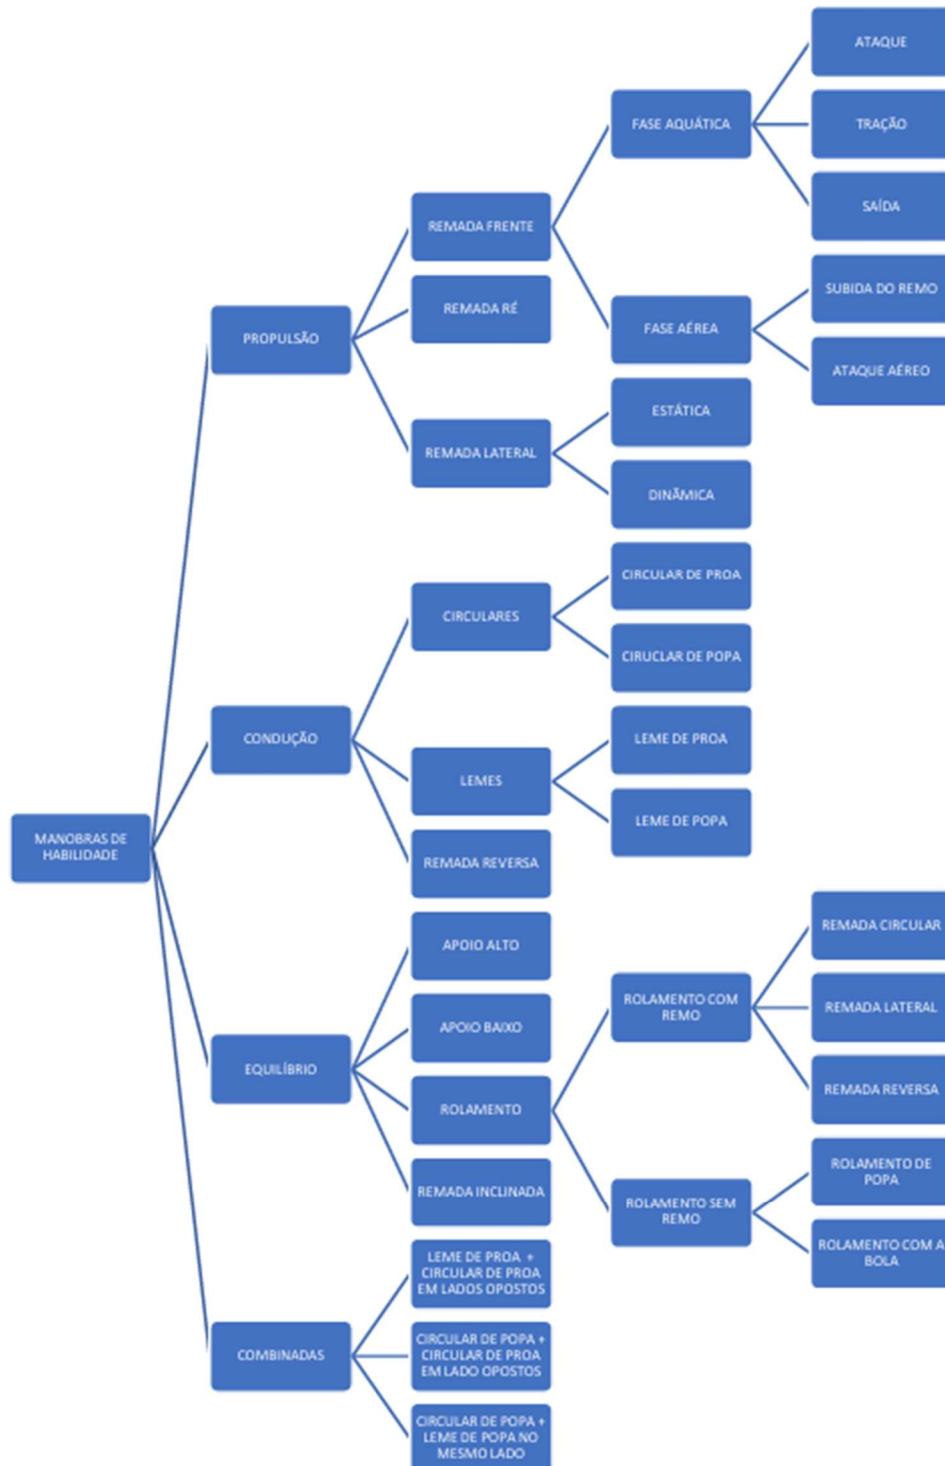 MANOBRAS DE
HABILIDADE
PROPULSÃO
REMADA FRENTE
FASE AQUÁTICA
ATAQUE
TRAÇÃO
SAÍDA
FASE AÉREA
SUBIDA DO REMO
ATAQUE AÉREO
REMADA RÉ
REMADA LATERAL
ESTÁTICA
DINÂMICA
CONDUÇÃO
CIRCULARES
CIRCULAR DE PROA
CIRUCLAR DE POPA
LEMES
LEME DE PROA
LEME DE POPA
REMADA REVERSA
EQUILÍBRIO
APOIO ALTO
APOIO BAIXO
ROLAMENTO
ROLAMENTO COM
REMO
REMADA CIRCULAR
REMADA LATERAL
REMADA REVERSA
ROLAMENTO SEM
REMO
ROLAMENTO DE
POPA
ROLAMENTO COM A
BOLA
REMADA INCLINADA
COMBINADAS
LEME DE PROA +
CIRCULAR DE PROA
EM LADOS OPOSTOS
CIRCULAR DE POPA +
CIRCULAR DE PROA
EM LADO OPOSTOS
CIRCULAR DE POPA +
LEME DE POPA NO
MESMO LADO